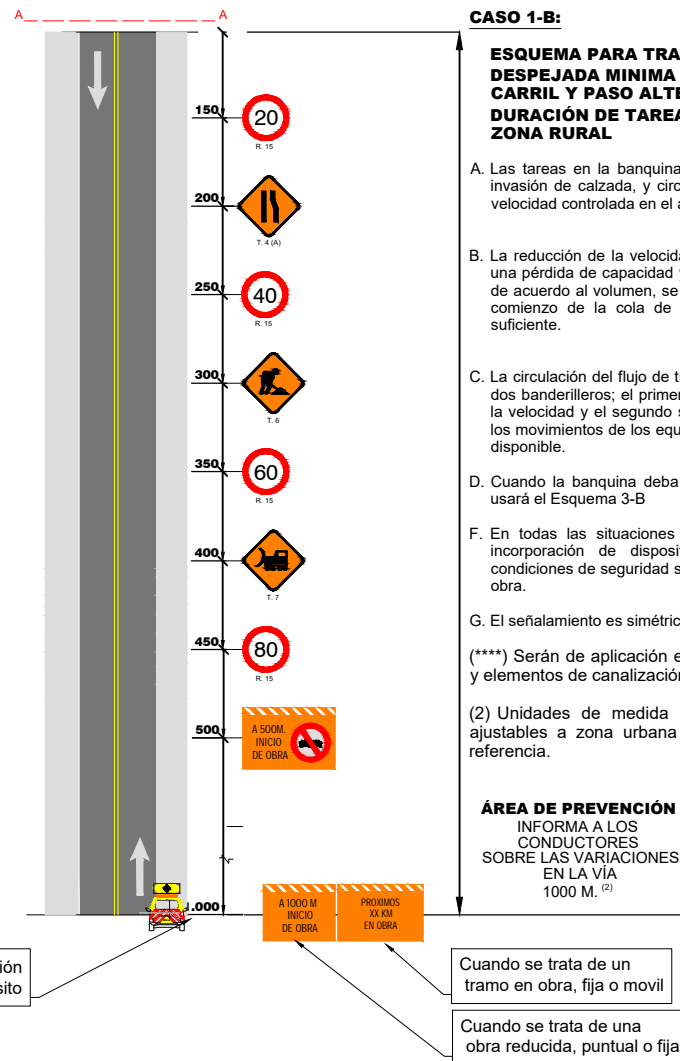 A
A
CASO 1-B:
ESQUEMA PARA TRA
DESPEJADA MINIMA
CARRIL Y PASO ALTE
DURACIÓN DE TAREA
ZONA RURAL
A. Las tareas en la banquina
invasión de calzada, y circ
velocidad controlada en el a
B. La reducción de la velocida
una pérdida de capacidad y
de acuerdo al volumen, se
comienzo de la cola de
suficiente.
C. La circulación del flujo de t
dos banderilleros; el primer
la velocidad y el segundo s
los movimientos de los equ
disponible.
D. Cuando la banquina deba
usará el Esquema 3-B
F. En todas las situaciones
incorporación de disposit
condiciones de seguridad s
obra.
G. El señalamiento es simétric
(****) Serán de aplicación e
y elementos de canalización
(2) Unidades de medida
ajustables a zona urbana
referencia.
ÁREA DE PREVENCIÓN
INFORMA A LOS
CONDUCTORES
SOBRE LAS VARIACIONES
EN LA VÍA
1000 M. (2)
150
20
R. 15
200
T. 4 (A)
250
40
R. 15
300
T. 6
350
60
R. 15
400
T. 7
450
80
R. 15
500
A 500M.
INICIO
DE OBRA
.000
A 1000 M
INICIO
DE OBRA
PROXIMOS
XX KM
EN OBRA
ión
sito
Cuando se trata de un
tramo en obra, fija o movil
Cuando se trata de una
obra reducida, puntual o fija